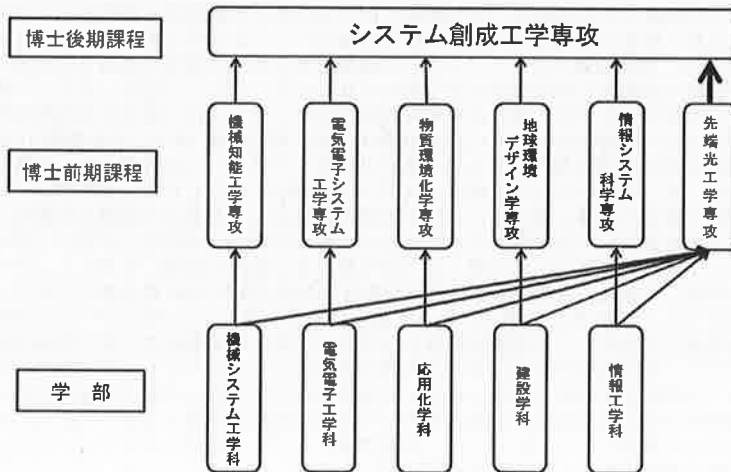 博士後期課程
システム創成工学専攻
博士前期課程
機械知能工学専攻
電気電子システム
工学専攻
物質環境化学専攻
地球環境
デザイン学専攻
情報システム
科学専攻
先端光工学専攻
学 部
機械システム工学科
電気電子工学科
応用化学科
建設学科
情報工学科